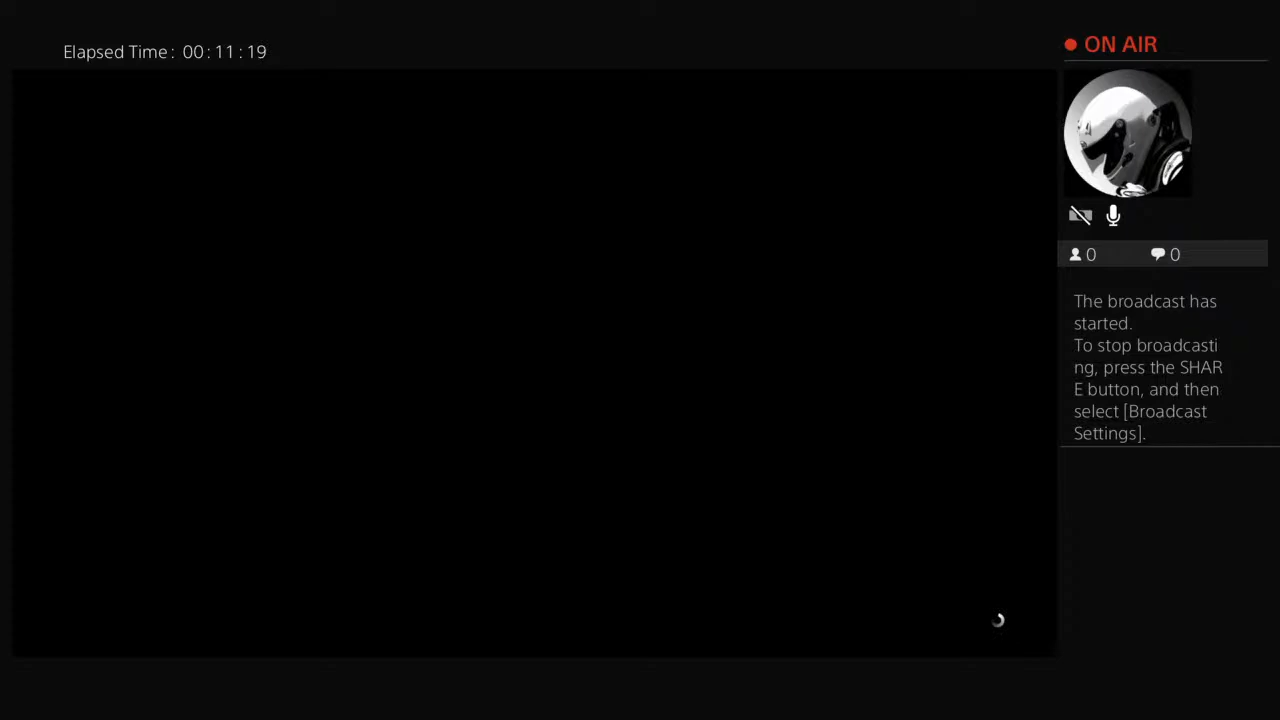 Elapsed Time: 00:11:19
ON AIR
0 0
The broadcast has
started.
To stop broadcasti
ng, press the SHAR
E button, and then
select [Broadcast
Settings].